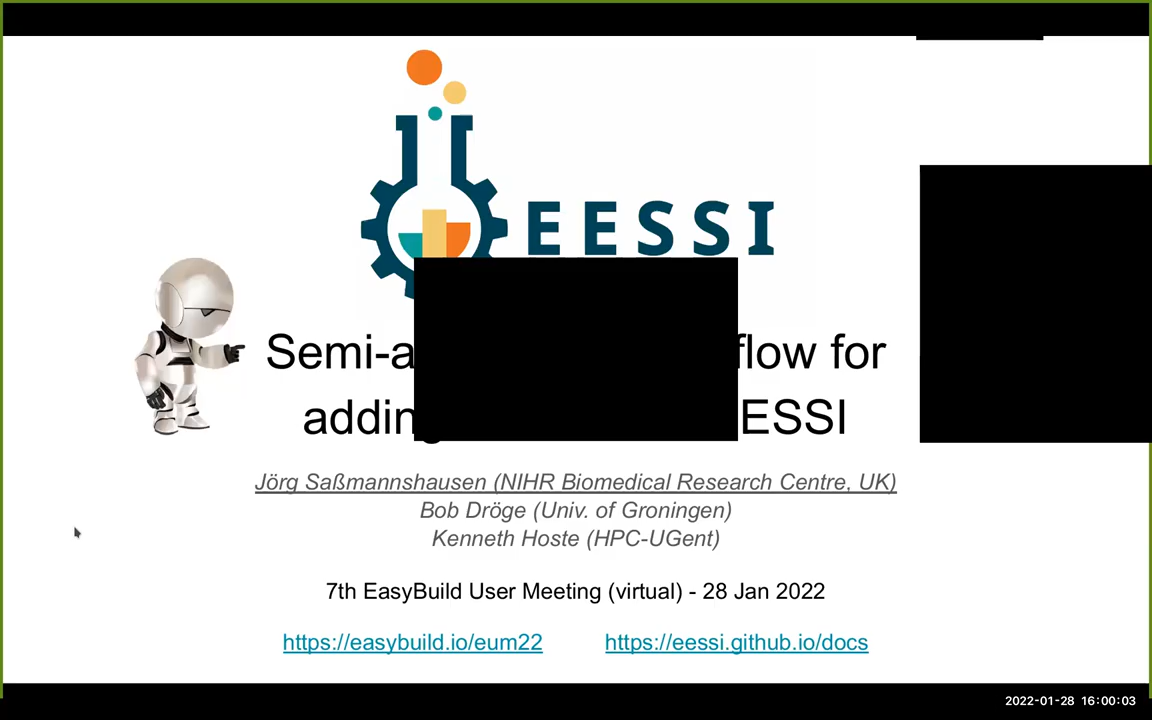 EESSI
flow for
ESSI
Jörg Saßmannshausen (NIHR Biomedical Research Centre, UK)
Bob Dröge (Univ. of Groningen)
Kenneth Hoste (HPC-UGent)
7th EasyBuild User Meeting (virtual) - 28 Jan 2022
https://easybuild.io/eum22 https://eessi.github.io/docs
2022-01-28 16:00:03